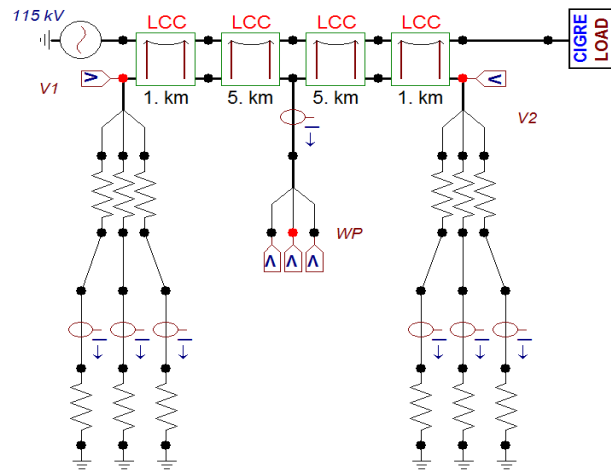 115 kV
LCC
LCC
LCC
LCC
CIGRE
LOAD
V
V1
1. km
5. km
5. km
1. km
V
V2
I
WP
V
V
V
I
I